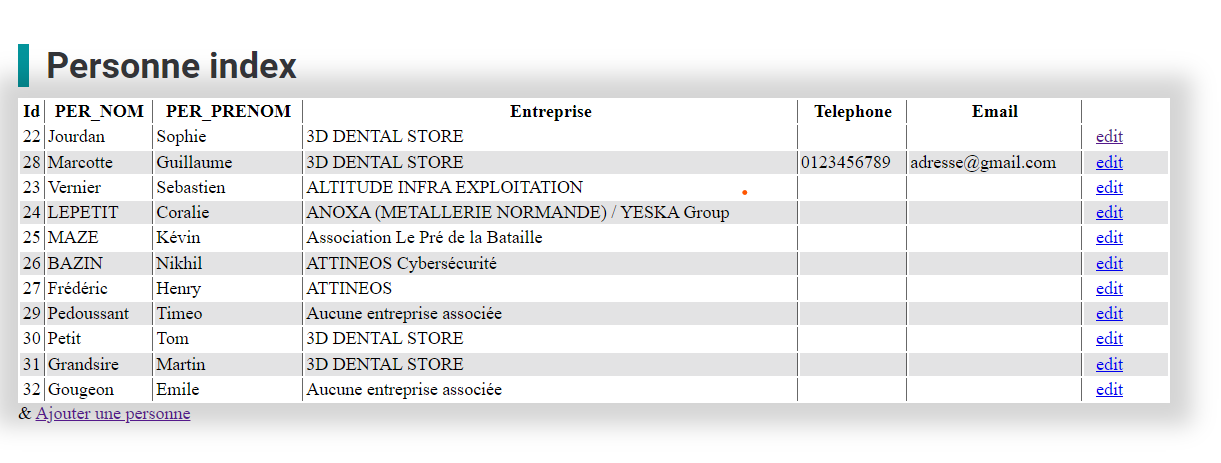 Personne index
Id PER_NOM PER_PRENOM Entreprise Telephone Email
22 Jourdan Sophie 3D DENTAL STORE edit
28 Marcotte Guillaume 3D DENTAL STORE 0123456789 adresse@gmail.com edit
23 Vernier Sebastien ALTITUDE INFRA EXPLOITATION edit
24 LEPETIT Coralie ANOXA (METALLERIE NORMANDE) / YESKA Group edit
25 MAZE Kévin Association Le Pré de la Bataille edit
26 BAZIN Nikhil ATTINEOS Cybersécurité edit
27 Frédéric Henry ATTINEOS edit
29 Pedoussant Timeo Aucune entreprise associée edit
30 Petit Tom 3D DENTAL STORE edit
31 Grandsire Martin 3D DENTAL STORE edit
32 Gougeon Emile Aucune entreprise associée edit
& Ajouter une personne